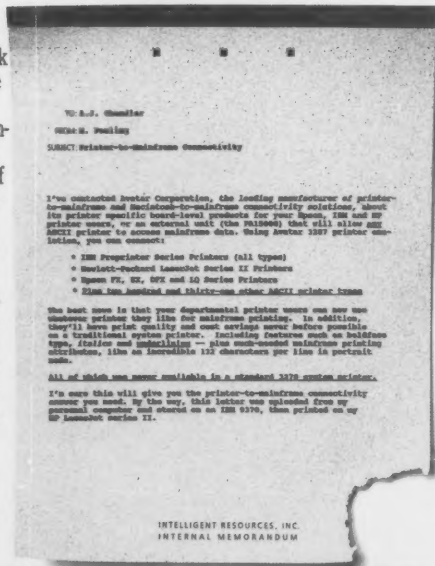 TO: A.J. Chandler
FROM: H. Pealing
SUBJECT: Printer-to-Mainframe Connectivity
I've contacted Avatar Corporation, the leading manufacturer of printer-
to-mainframe and Macintosh-to-mainframe connectivity solutions, about
its printer specific board-level products for your Epson, IBM and HP
printer users, or an external unit (the PA1500G) that will allow any
ASCII printer to access mainframe data. Using Avatar 3287 printer emu-
lation, you can connect:
• IBM Proprinter Series Printers (all types)
• Hewlett-Packard LaserJet Series II Printers
• Epson FX, EX, DFX and LQ Series Printers
• Plus two hundred and thirty-one other ASCII printer types
The best news is that your departmental printer users can now use
whatever printer they like for mainframe printing. In addition,
they'll have print quality and cost savings never before possible
on a traditional system printer. Including features such as boldface
type, italics and underlining -- plus much-needed mainframe printing
attributes, like an incredible 132 characters per line in portrait
mode.
All of which was never available in a standard 3270 system printer.
I'm sure this will give you the printer-to-mainframe connectivity
answer you need. By the way, this letter was uploaded from my
personal computer and stored on an IBM 9370, then printed on my
HP LaserJet series II.
INTELLIGENT RESOURCES, INC.
INTERNAL MEMORANDUM